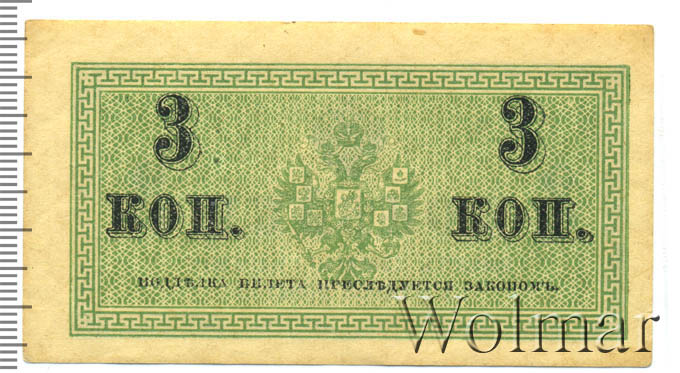 3 3
КОП. КОП.
ПОДДѢЛКА БИЛЕТА ПРЕСЛѢДУЕТСЯ ЗАКОНОМЪ.
Wolmar